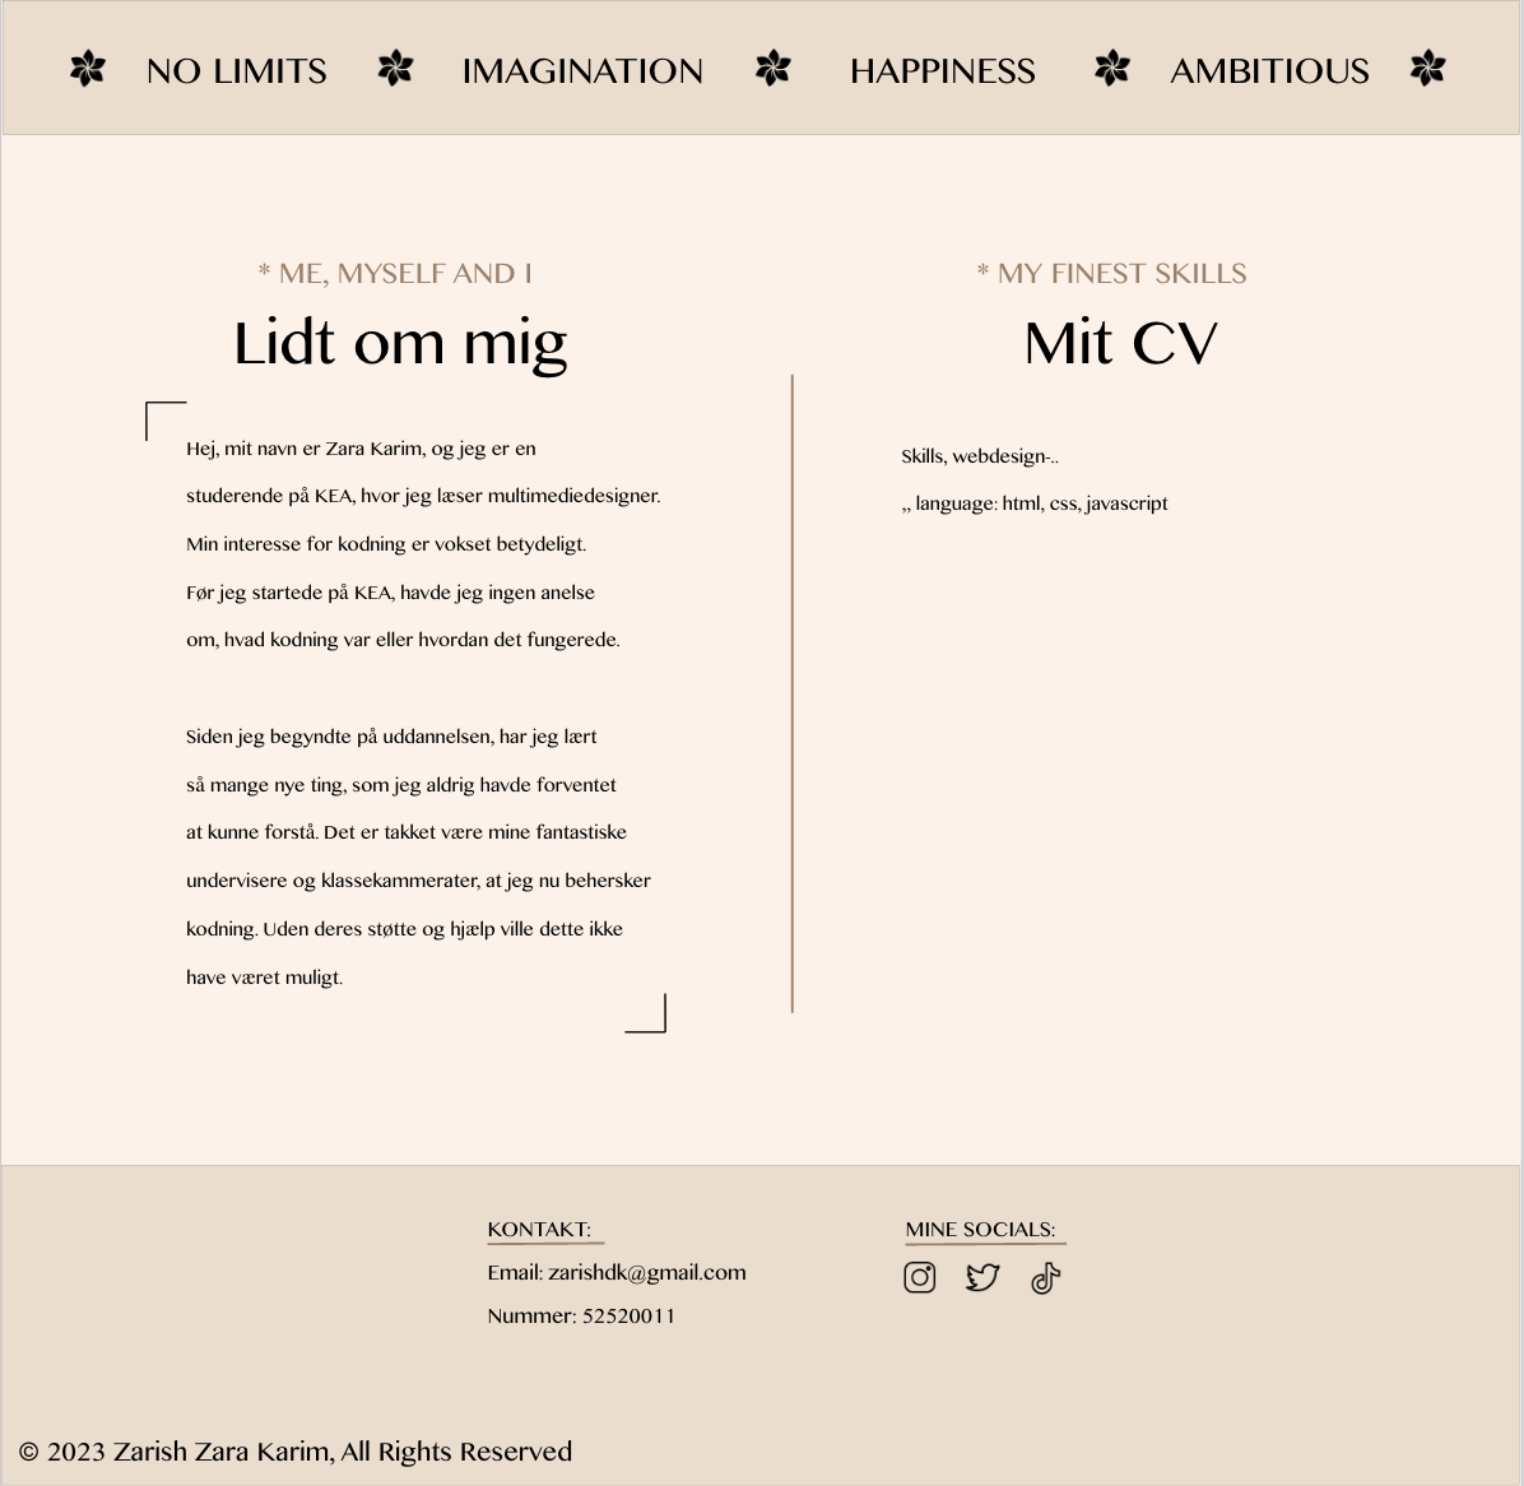 NO LIMITS IMAGINATION HAPPINESS AMBITIOUS
* ME, MYSELF AND I
Lidt om mig
Hej, mit navn er Zara Karim, og jeg er en
studerende på KEA, hvor jeg læser multimediedesigner.
Min interesse for kodning er vokset betydeligt.
Før jeg startede på KEA, havde jeg ingen anelse
om, hvad kodning var eller hvordan det fungerede.
Siden jeg begyndte på uddannelsen, har jeg lært
så mange nye ting, som jeg aldrig havde forventet
at kunne forstå. Det er takket være mine fantastiske
undervisere og klassekammerater, at jeg nu behersker
kodning. Uden deres støtte og hjælp ville dette ikke
have været muligt.
* MY FINEST SKILLS
Mit CV
Skills, webdesign-..
,, language: html, css, javascript
KONTAKT:
Email: zarishdk@gmail.com
Nummer: 52520011
MINE SOCIALS:
© 2023 Zarish Zara Karim, All Rights Reserved